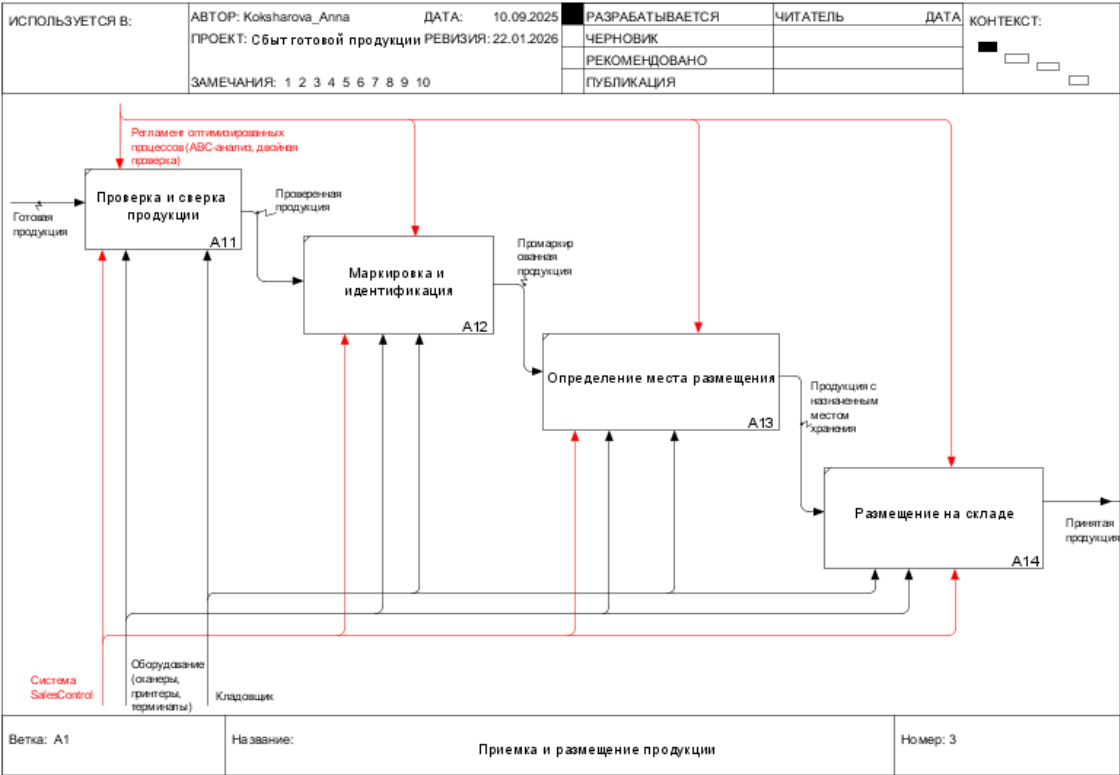 ИСПОЛЬЗУЕТСЯ В:
АВТОР: Koksharova_Anna
ДАТА: 10.09.2025
ПРОЕКТ: Сбыт готовой продукции
РЕВИЗИЯ: 22.01.2026
ЗАМЕЧАНИЯ: 1 2 3 4 5 6 7 8 9 10
РАЗРАБАТЫВАЕТСЯ
ЧЕРНОВИК
РЕКОМЕНДОВАНО
ПУБЛИКАЦИЯ
ЧИТАТЕЛЬ
ДАТА
КОНТЕКСТ:
Регламент оптимизированных
процессов (АВС-анализ, двойная
проверка)
Готовая
продукция
Проверка и сверка
продукции
A11
Проверенная
продукция
Маркировка и
идентификация
A12
Промаркир
ованная
продукция
Определение места размещения
A13
Продукция с
назначенным
местом
хранения
Размещение на складе
A14
Принятая
продукция
Система
SalesControl
Оборудование
(сканеры,
принтеры,
терминалы)
Кладовщик
Ветка: A1
Название:
Приемка и размещение продукции
Номер: 3